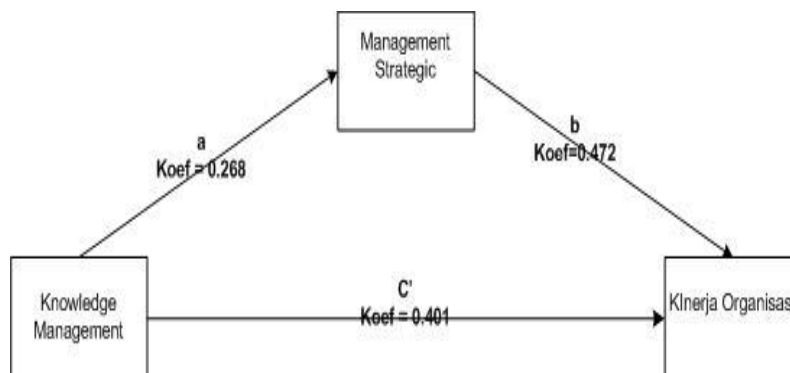 Management
Strategic
a
Koef = 0.268
b
Koef=0.472
Knowledge
Management
C'
Koef = 0.401
KInerja Organisas